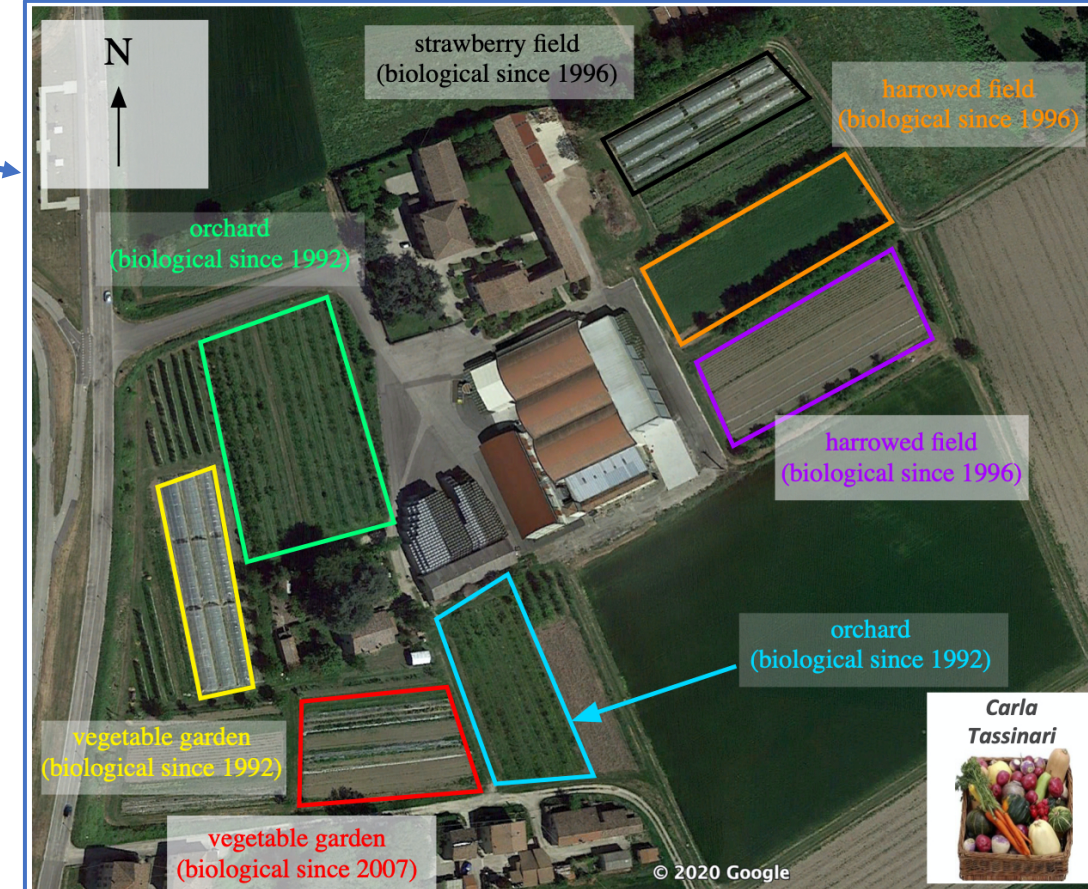 N
strawberry field
(biological since 1996)
harrowed field
(biological since 1996)
orchard
(biological since 1992)
harrowed field
(biological since 1996)
orchard
(biological since 1992)
Carla
Tassinari
vegetable garden
(biological since 1992)
vegetable garden
(biological since 2007)
© 2020 Google